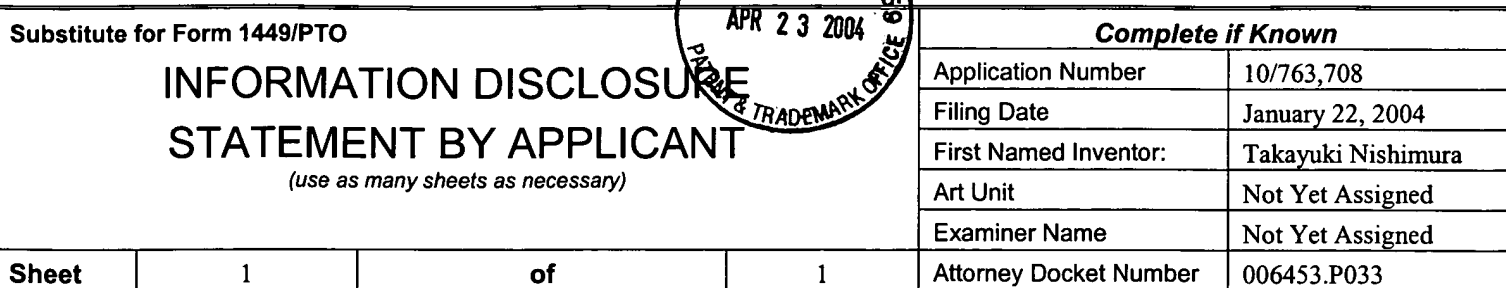 Substitute for Form 1449/PTO
INFORMATION DISCLOSURE
STATEMENT BY APPLICANT
(use as many sheets as necessary)
APR 23 2004
PATENT & TRADEMARK OFFICE
Complete if Known
Application Number 10/763,708
Filing Date January 22, 2004
First Named Inventor: Takayuki Nishimura
Art Unit Not Yet Assigned
Examiner Name Not Yet Assigned
Sheet 1 of 1 Attorney Docket Number 006453.P033